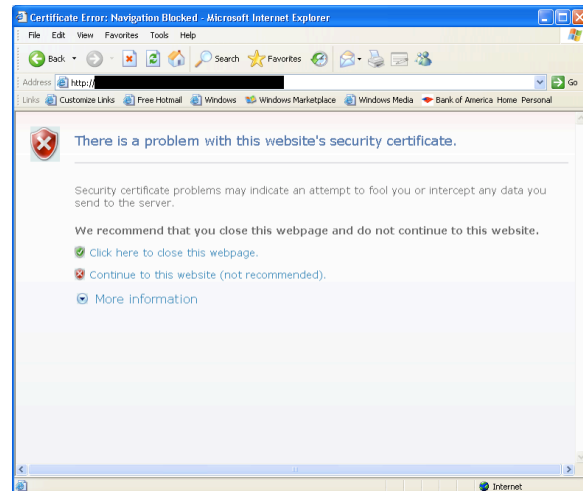 Certificate Error: Navigation Blocked - Microsoft Internet Explorer
File Edit View Favorites Tools Help
Back Search Favorites
Address http:// Go
Links Customize Links Free Hotmail Windows Windows Marketplace Windows Media Bank of America Home Personal
There is a problem with this website's security certificate.
Security certificate problems may indicate an attempt to fool you or intercept any data you
send to the server.
We recommend that you close this webpage and do not continue to this website.
Click here to close this webpage.
Continue to this website (not recommended).
More information
Internet